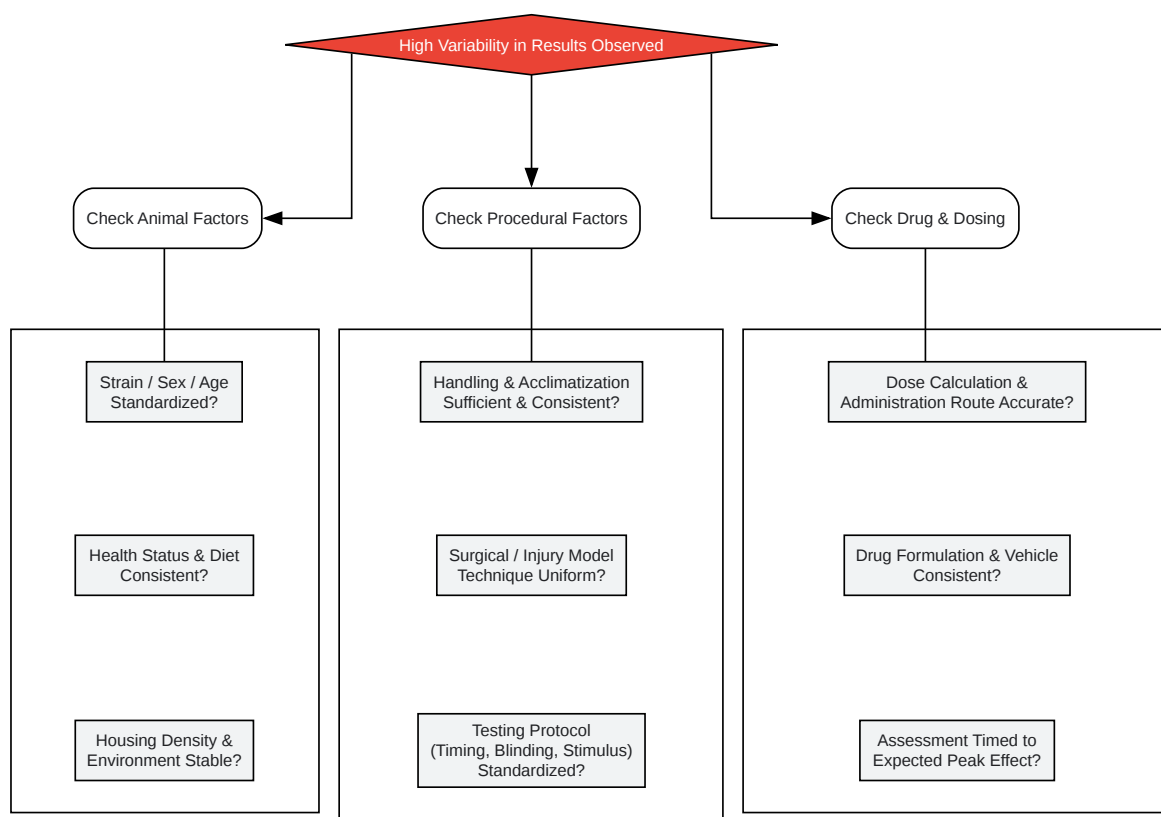 High Variability in Results Observed
Check Animal Factors
Check Procedural Factors
Check Drug & Dosing
Strain / Sex / Age
Standardized?
Handling & Acclimatization
Sufficient & Consistent?
Dose Calculation &
Administration Route Accurate?
Health Status & Diet
Consistent?
Surgical / Injury Model
Technique Uniform?
Drug Formulation & Vehicle
Consistent?
Housing Density &
Environment Stable?
Testing Protocol
(Timing, Blinding, Stimulus)
Standardized?
Assessment Timed to
Expected Peak Effect?